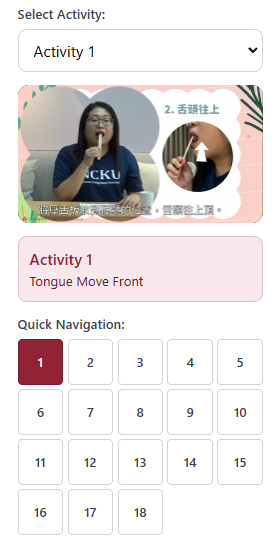 Select Activity:
Activity 1
2. 舌頭往上
NCKU
Activity 1
Tongue Move Front
Quick Navigation:
1 2 3 4 5
6 7 8 9 10
11 12 13 14 15
16 17 18